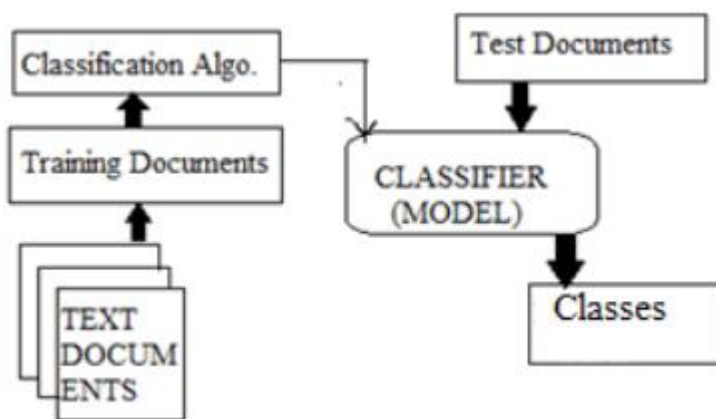 Classification Algo.
Test Documents
Training Documents
CLASSIFIER
(MODEL)
TEXT
DOCUM
ENTS
Classes